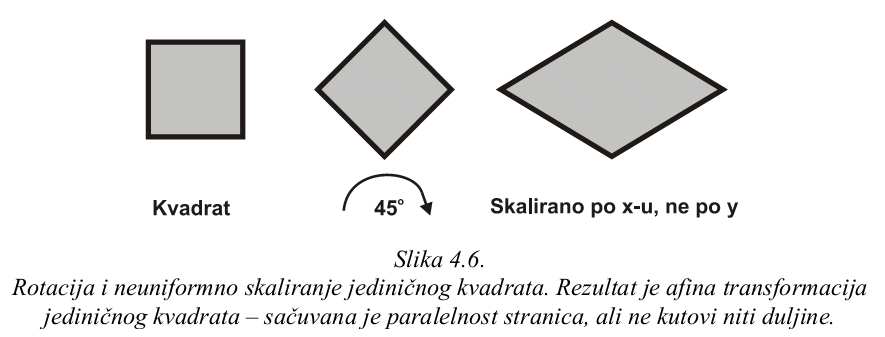 Kvadrat
45°
Skalirano po x-u, ne po y
Slika 4.6.
Rotacija i neuniformno skaliranje jediničnog kvadrata. Rezultat je afina transformacija
jediničnog kvadrata – sačuvana je paralelnost stranica, ali ne kutovi niti duljine.